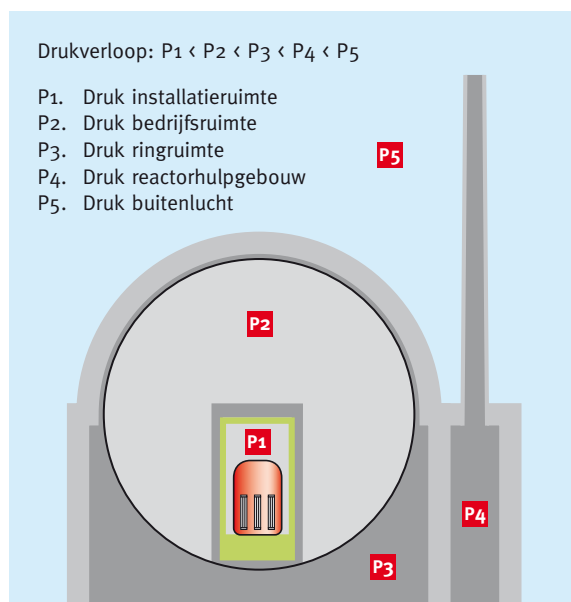 Drukverloop: P1 < P2 < P3 < P4 < P5
P1. Druk installatieruimte
P2. Druk bedrijfsruimte
P3. Druk ringruimte
P4. Druk reactorhulpgebouw
P5. Druk buitenlucht
P5
P2
P1
P4
P3